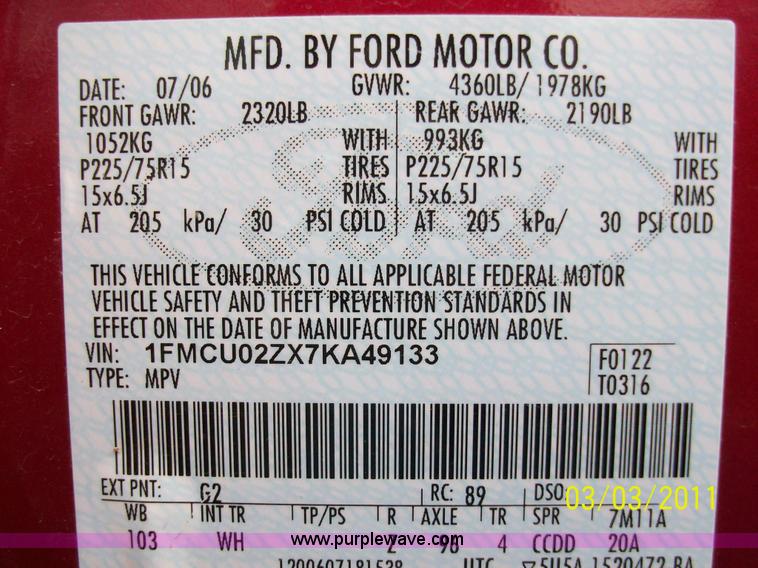 MFD. BY FORD MOTOR CO.
DATE: 07/06 GVWR: 4360LB/ 1978KG
FRONT GAWR: 2320LB REAR GAWR: 2190LB
1052KG WITH 993KG WITH
P225/75R15 TIRES P225/75R15 TIRES
15x6.5J RIMS 15x6.5J RIMS
AT 205 kPa/ 30 PSI COLD AT 205 kPa/ 30 PSI COLD
Ford
THIS VEHICLE CONFORMS TO ALL APPLICABLE FEDERAL MOTOR
VEHICLE SAFETY AND THEFT PREVENTION STANDARDS IN
EFFECT ON THE DATE OF MANUFACTURE SHOWN ABOVE.
VIN: 1FMCU02ZX7KA49133 F0122
TYPE: MPV T0316
EXT PNT: G2 RC: 89 DSO:
03/03/2011
WB INT TR TP/PS R AXLE TR SPR 7M11A
103 WH 2 96 4 CCDD 20A
www.purplewave.com
UTC